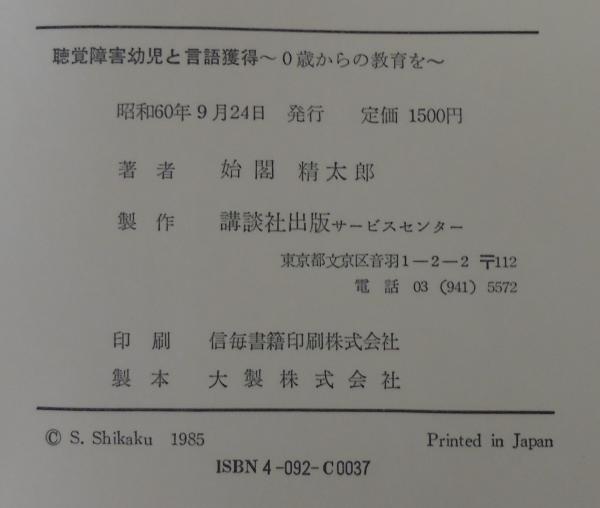 聴覚障害幼児と言語獲得～0歳からの教育を～
昭和60年9月24日 発行 定価 1500円
著者 始閣 精太郎
製作 講談社出版サービスセンター
東京都文京区音羽1－2－2 〒112
電話 03 (941) 5572
印刷 信毎書籍印刷株式会社
製本 大製株式会社
© S. Shikaku 1985 Printed in Japan
ISBN 4-092-C0037